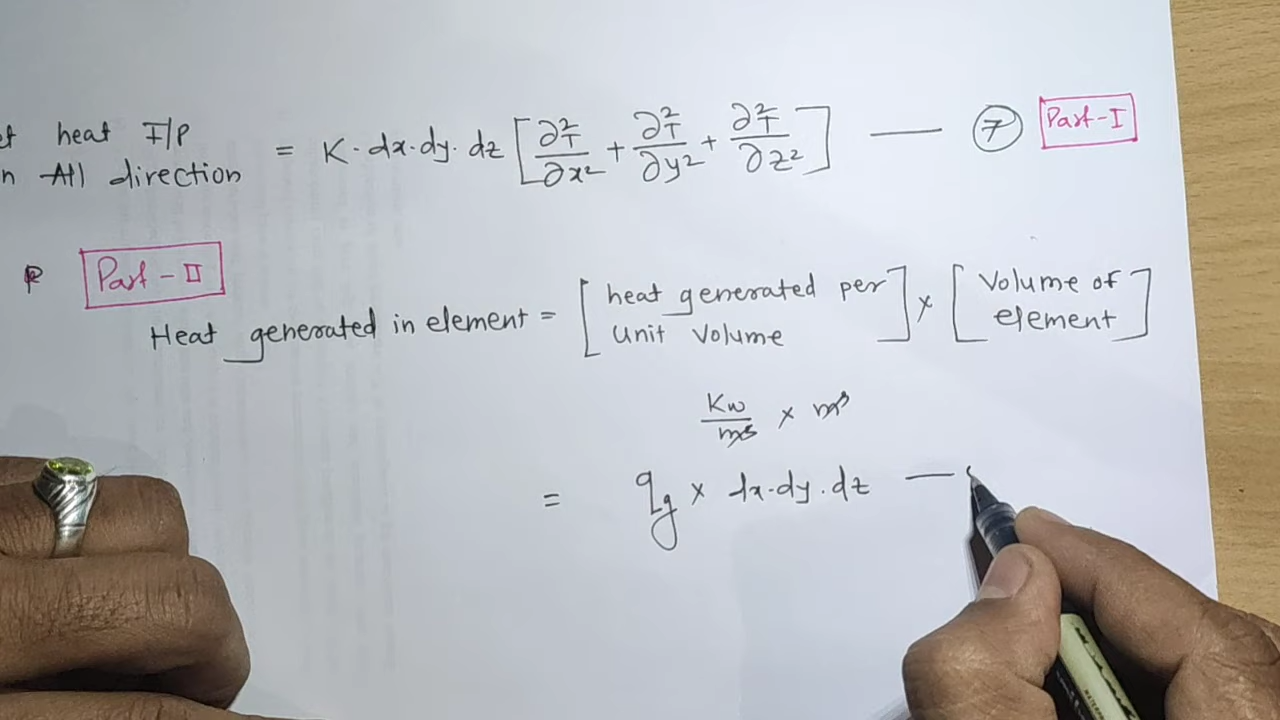 heat I/P
All direction = K·dx·dy·dz [∂²T/∂x² + ∂²T/∂y² + ∂²T/∂z²] — 7 Part-I
Part-II
Heat generated in element = [heat generated per Unit Volume] × [Volume of element]
Kw/m³ × m³
= qg × dx·dy·dz —